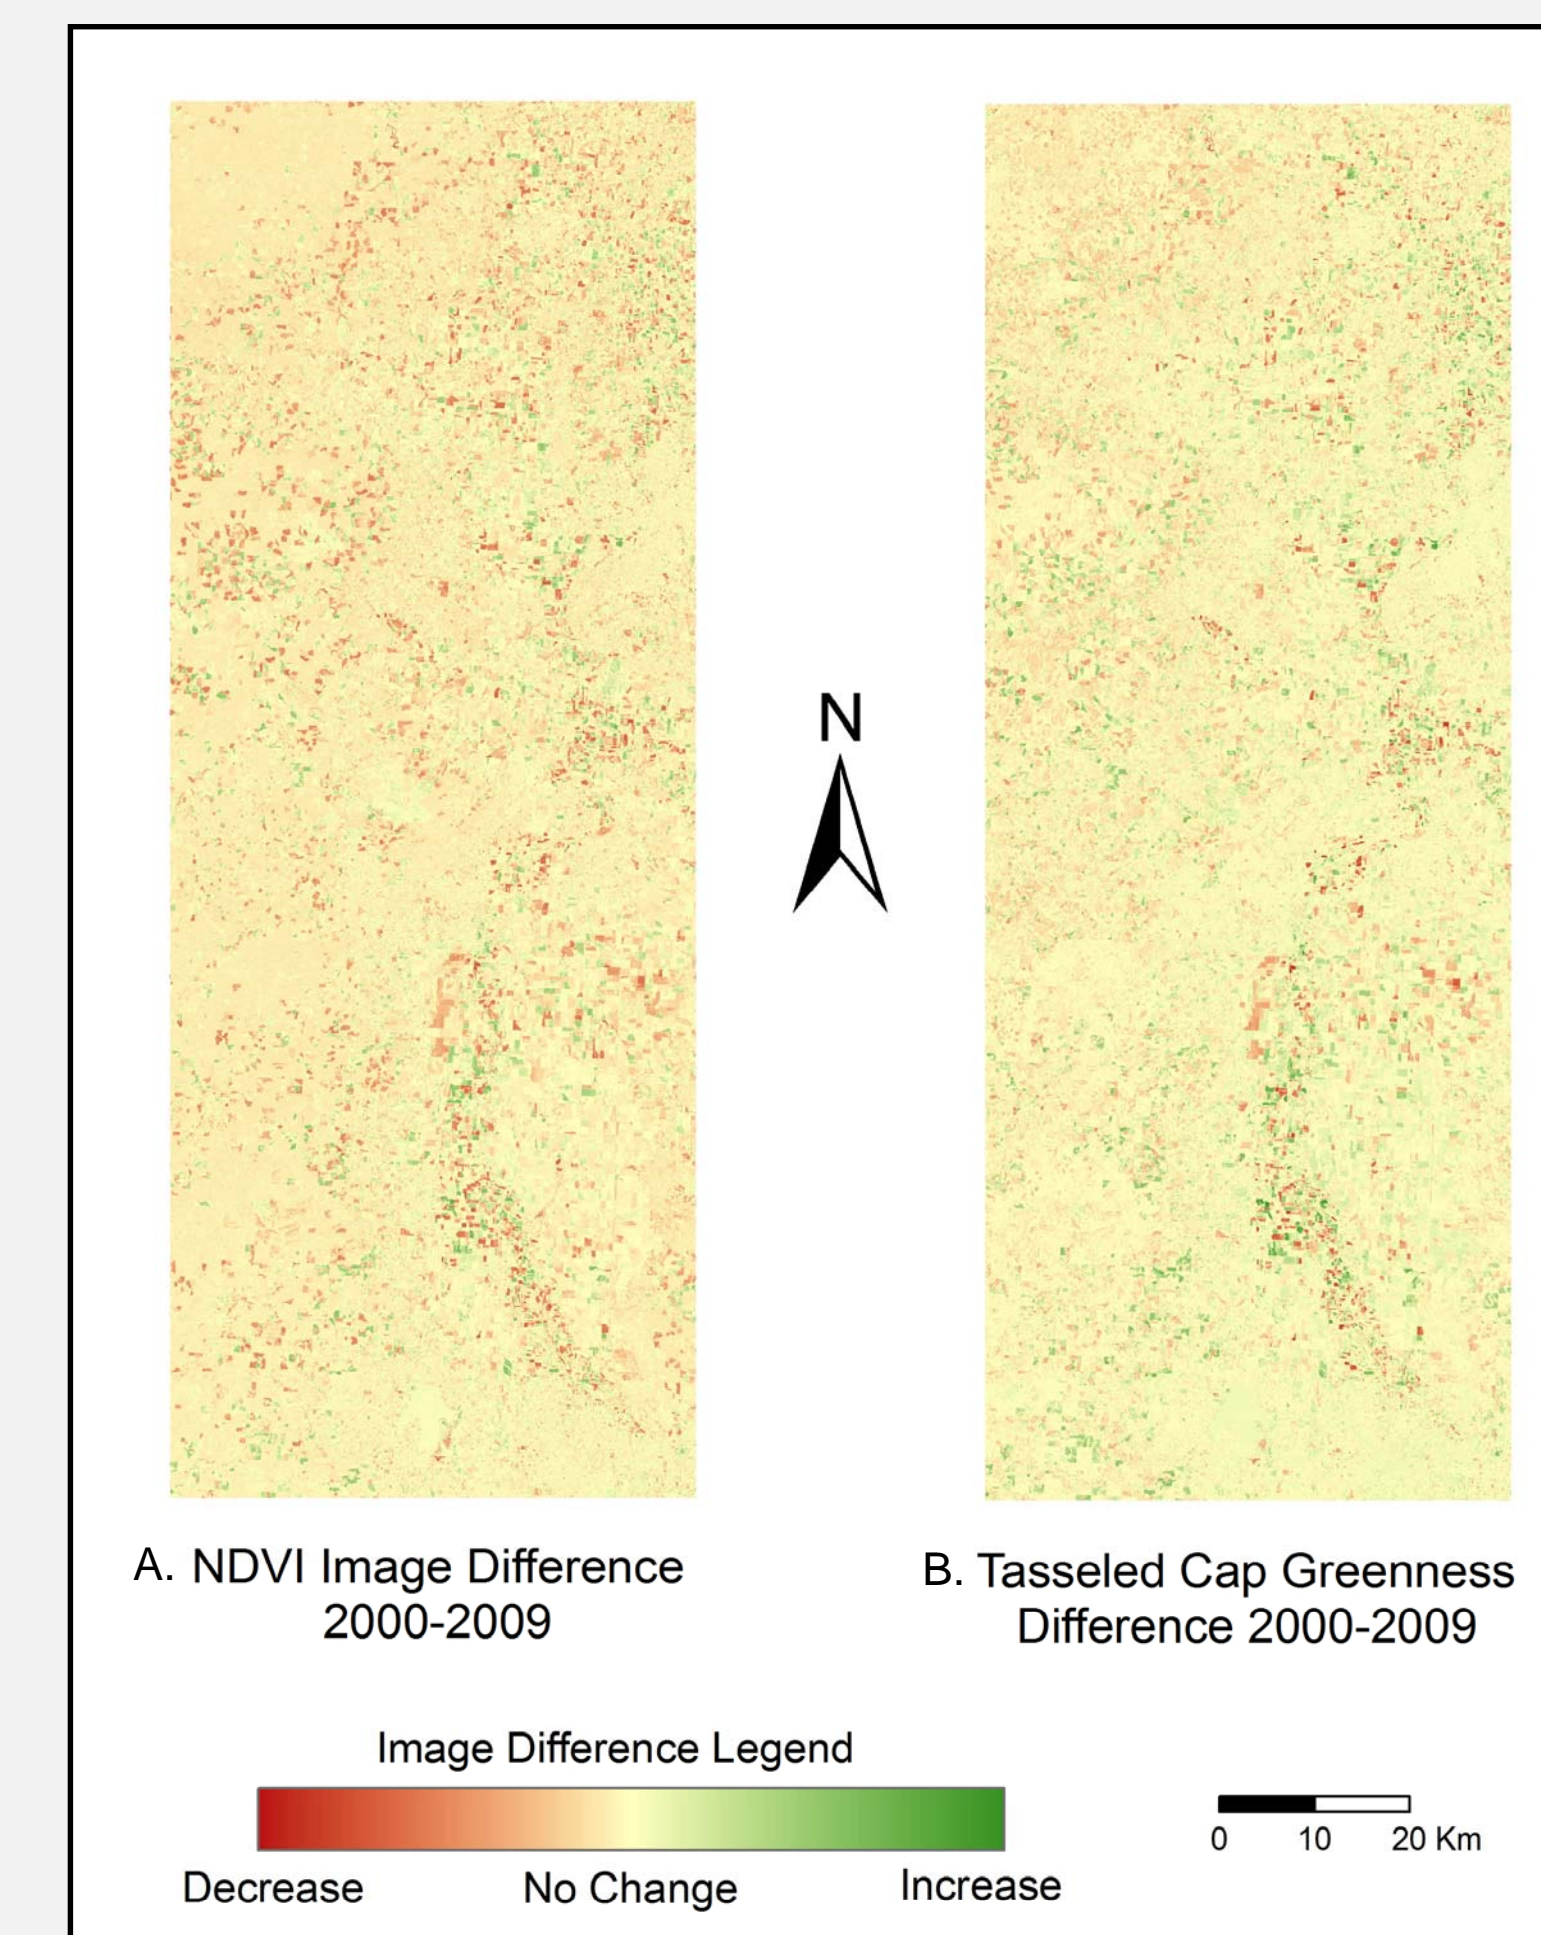 N
A. NDVI Image Difference
2000-2009
B. Tasseled Cap Greenness
Difference 2000-2009
Image Difference Legend
Decrease No Change Increase
0 10 20 Km